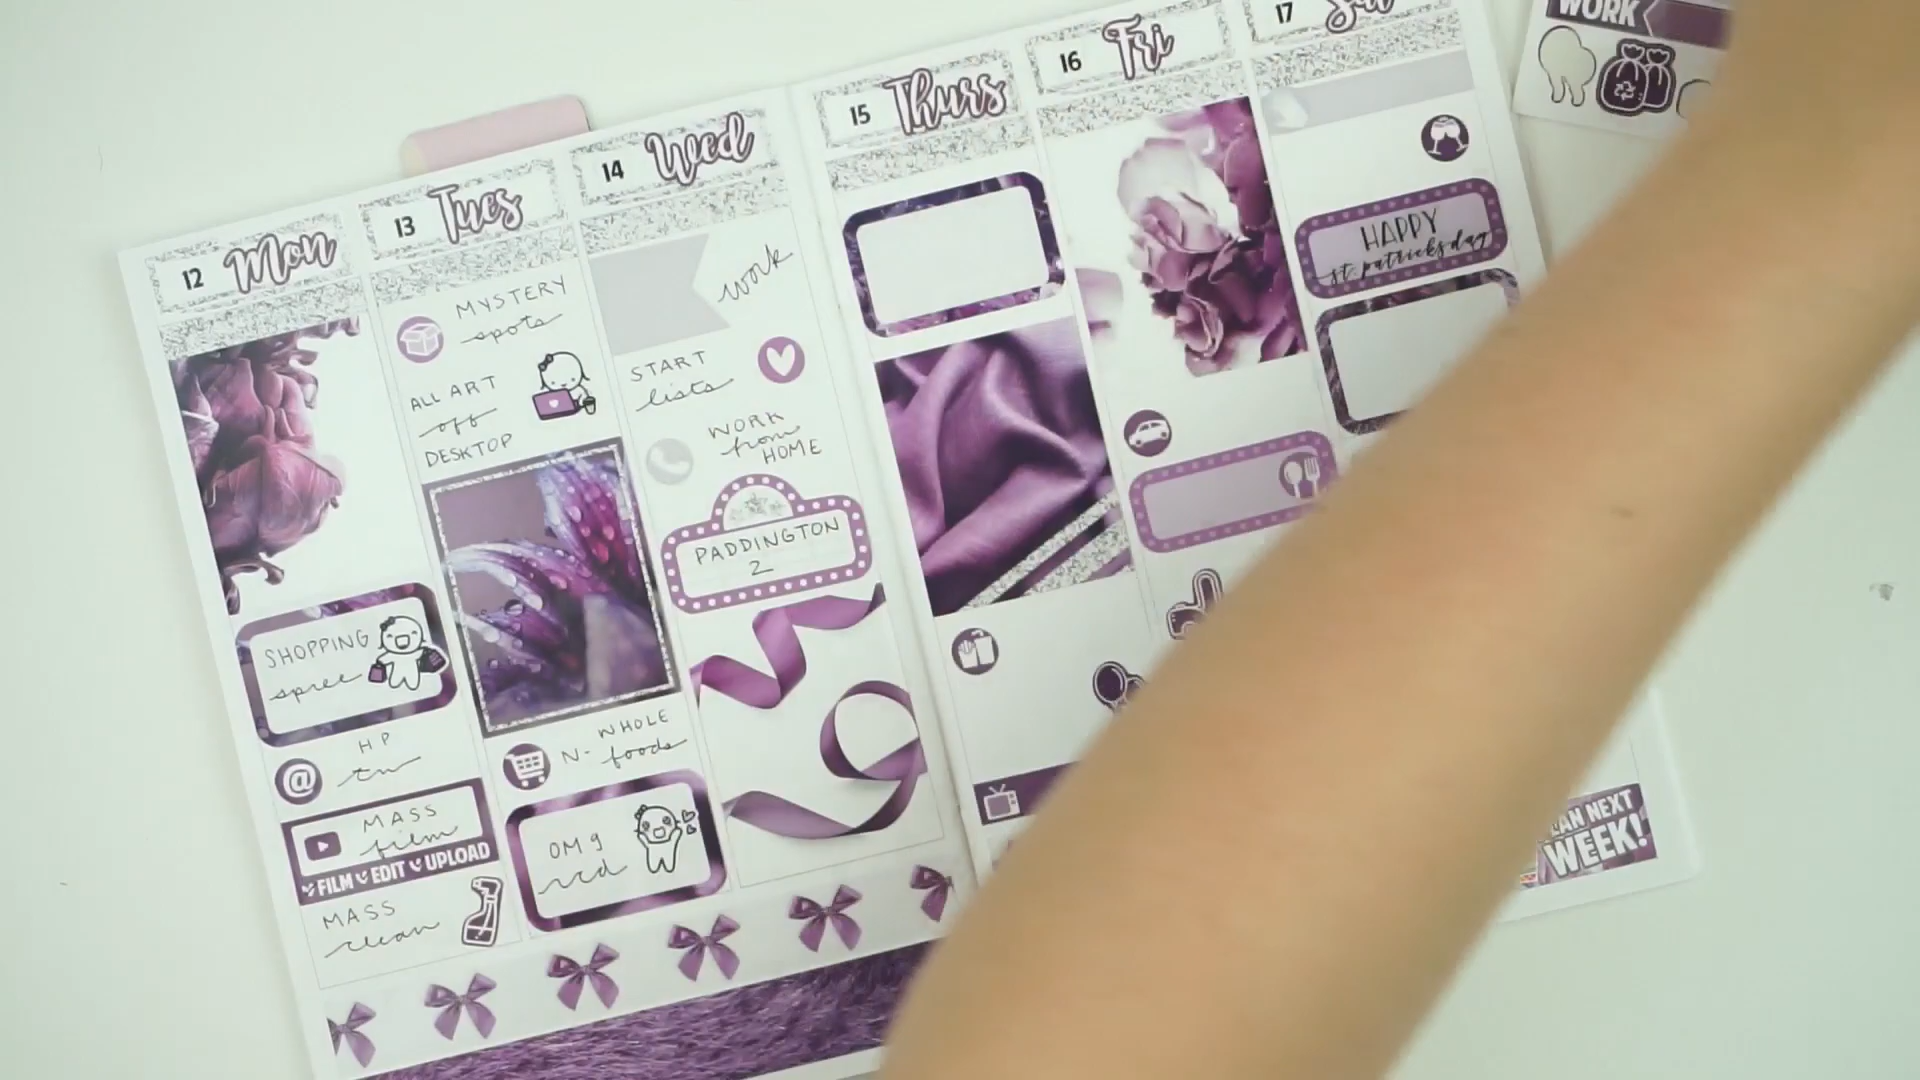 12 Mon
SHOPPING
spree
@
HP
MASS
film
FILM EDIT UPLOAD
MASS
clean
13 Tues
MYSTERY
spots
ALL ART
off
DESKTOP
N- WHOLE
foods
OMG
rcd
14 Wed
work
START
lists
WORK
from
HOME
PADDINGTON
2
15 Thurs
16 Fri
17
HAPPY
st. patricks day
WORK
WEEK!